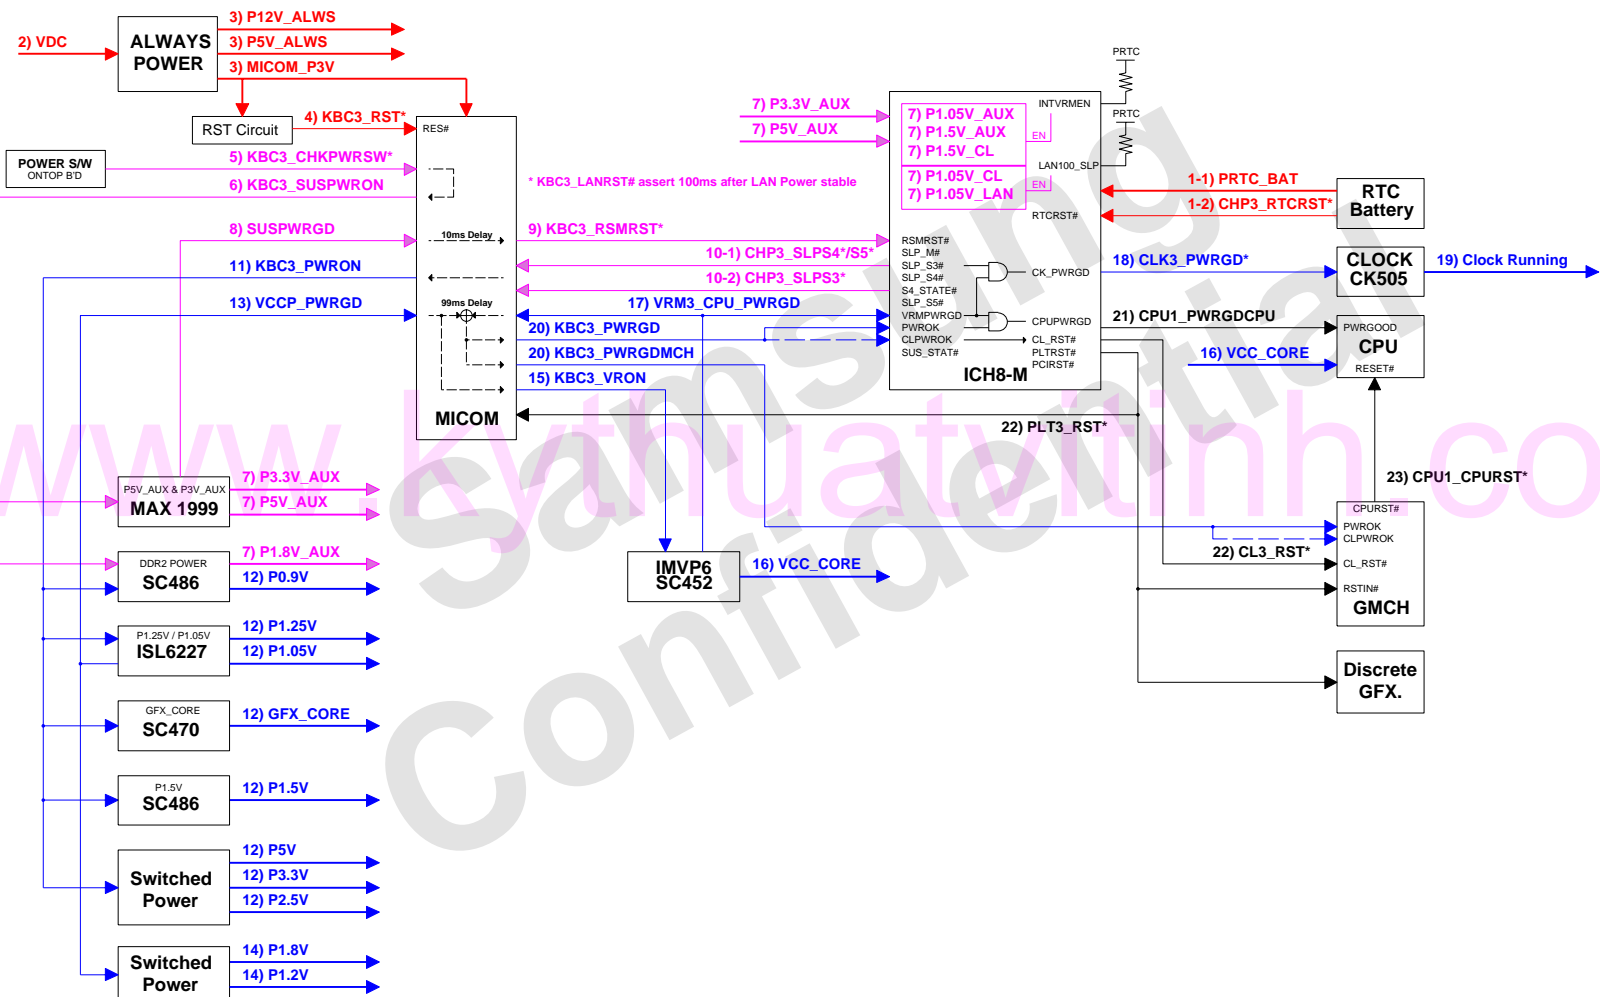 2) VDC
ALWAYS
POWER
3) P12V_ALWS
3) P5V_ALWS
3) MICOM_P3V
RST Circuit
4) KBC3_RST*
POWER S/W
ONTOP B'D
5) KBC3_CHKPWRSW*
6) KBC3_SUSPWRON
8) SUSPWRGD
11) KBC3_PWRON
13) VCCP_PWRGD
RES#
10ms Delay
99ms Delay
MICOM
* KBC3_LANRST# assert 100ms after LAN Power stable
9) KBC3_RSMRST*
10-1) CHP3_SLPS4*/S5*
10-2) CHP3_SLPS3*
17) VRM3_CPU_PWRGD
20) KBC3_PWRGD
20) KBC3_PWRGDMCH
15) KBC3_VRON
7) P3.3V_AUX
7) P5V_AUX
7) P1.05V_AUX
7) P1.5V_AUX
7) P1.5V_CL
EN
7) P1.05V_CL
7) P1.05V_LAN
EN
INTVRMEN
LAN100_SLP
RTCRST#
PRTC
PRTC
RSMRST#
SLP_M#
SLP_S3#
SLP_S4#
S4_STATE#
SLP_S5#
VRMPWRGD
PWROK
CLPWROK
SUS_STAT#
CK_PWRGD
CPUPWRGD
CL_RST#
PLTRST#
PCIRST#
ICH8-M
1-1) PRTC_BAT
1-2) CHP3_RTCRST*
RTC
Battery
18) CLK3_PWRGD*
CLOCK
CK505
19) Clock Running
21) CPU1_PWRGDCPU
16) VCC_CORE
PWRGOOD
CPU
RESET#
22) PLT3_RST*
23) CPU1_CPURST*
CPURST#
PWROK
CLPWROK
22) CL3_RST*
CL_RST#
RSTIN#
GMCH
Discrete
GFX.
P5V_AUX & P3V_AUX
MAX 1999
7) P3.3V_AUX
7) P5V_AUX
DDR2 POWER
SC486
7) P1.8V_AUX
12) P0.9V
IMVP6
SC452
16) VCC_CORE
P1.25V / P1.05V
ISL6227
12) P1.25V
12) P1.05V
GFX_CORE
SC470
12) GFX_CORE
P1.5V
SC486
12) P1.5V
Switched
Power
12) P5V
12) P3.3V
12) P2.5V
Switched
Power
14) P1.8V
14) P1.2V
Samsung
Confidential
www.kythuatvitinh.co